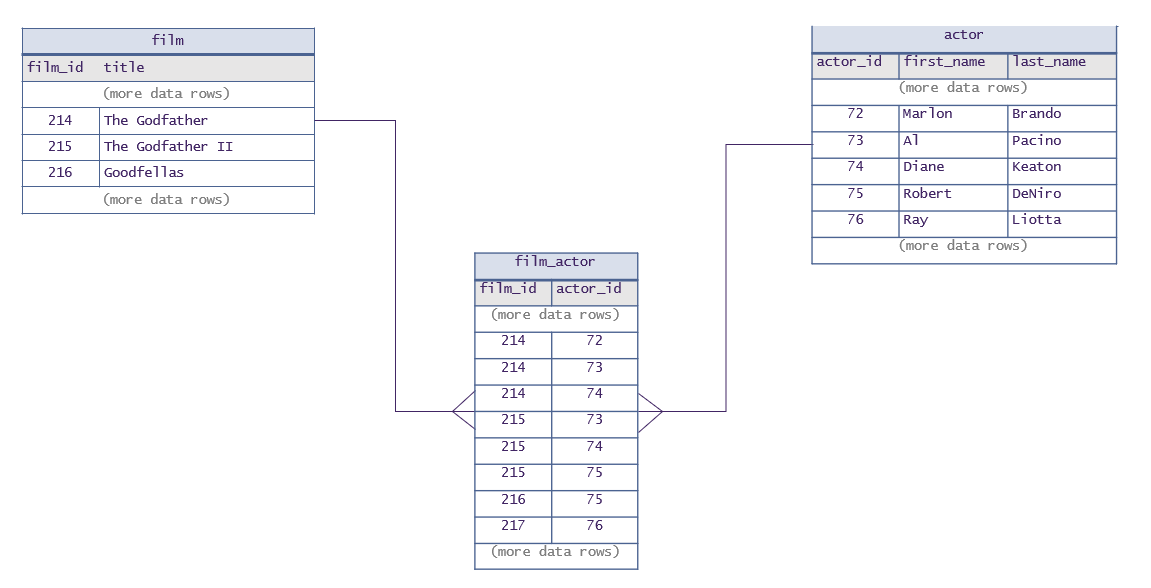 film
film_id title
(more data rows)
214 The Godfather
215 The Godfather II
216 Goodfellas
(more data rows)
actor
actor_id first_name last_name
(more data rows)
72 Marlon Brando
73 Al Pacino
74 Diane Keaton
75 Robert DeNiro
76 Ray Liotta
(more data rows)
film_actor
film_id actor_id
(more data rows)
214 72
214 73
214 74
215 73
215 74
215 75
216 75
217 76
(more data rows)